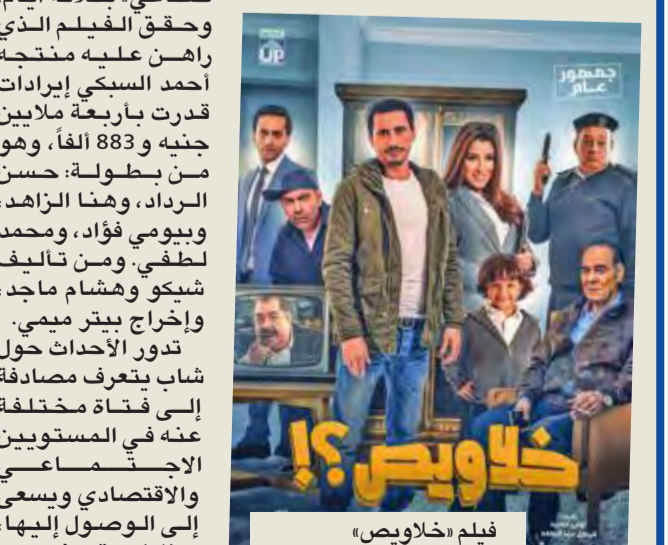 وحقق الفيلم الذي
راهن عليه منتجه
أحمد السبكي إيرادات
قدرت بأربعة ملايين
جنيه و883 ألفاً، وهو
من بطولة: حسن
الرداد، وهنا الزاهد،
وبيومي فؤاد، ومحمد
لطفي. ومن تأليف
شيكو وهشام ماجد،
وإخراج بيتر ميمي.
تدور الأحداث حول
شاب يتعرف مصادفة
إلى فتاة مختلفة
عنه في المستويين
الاجتماعي
والاقتصادي ويسعى
إلى الوصول إليها،
UP
جمهور
عام
خلاويص؟!
فيلم «خلاويص»